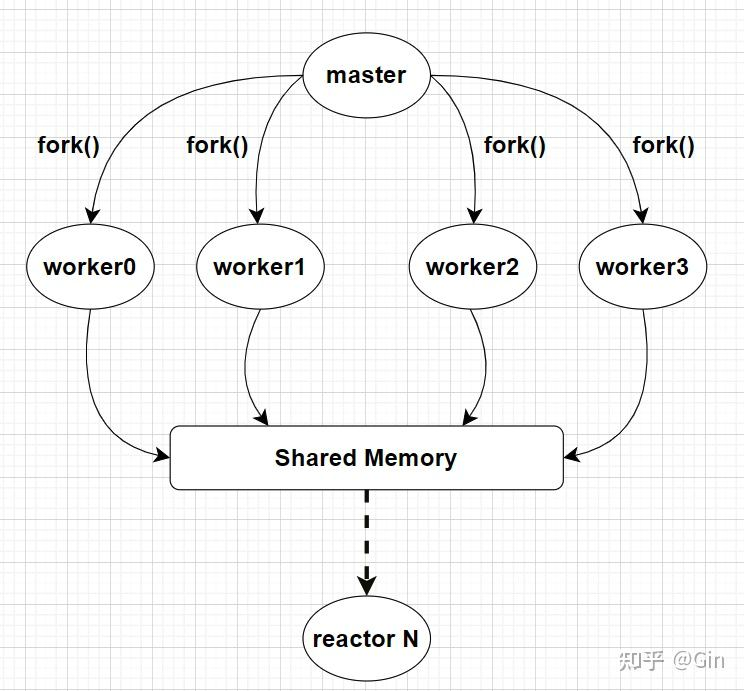 master
fork() fork() fork() fork()
worker0 worker1 worker2 worker3
Shared Memory
reactor N
知乎 @Gin